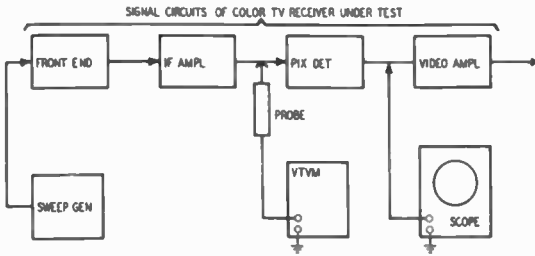 SIGNAL CIRCUITS OF COLOR TV RECEIVER UNDER TEST
FRONT END
IF AMPL
PIX DET
VIDEO AMPL
PROBE
VTVM
SWEEP GEN
SCOPE